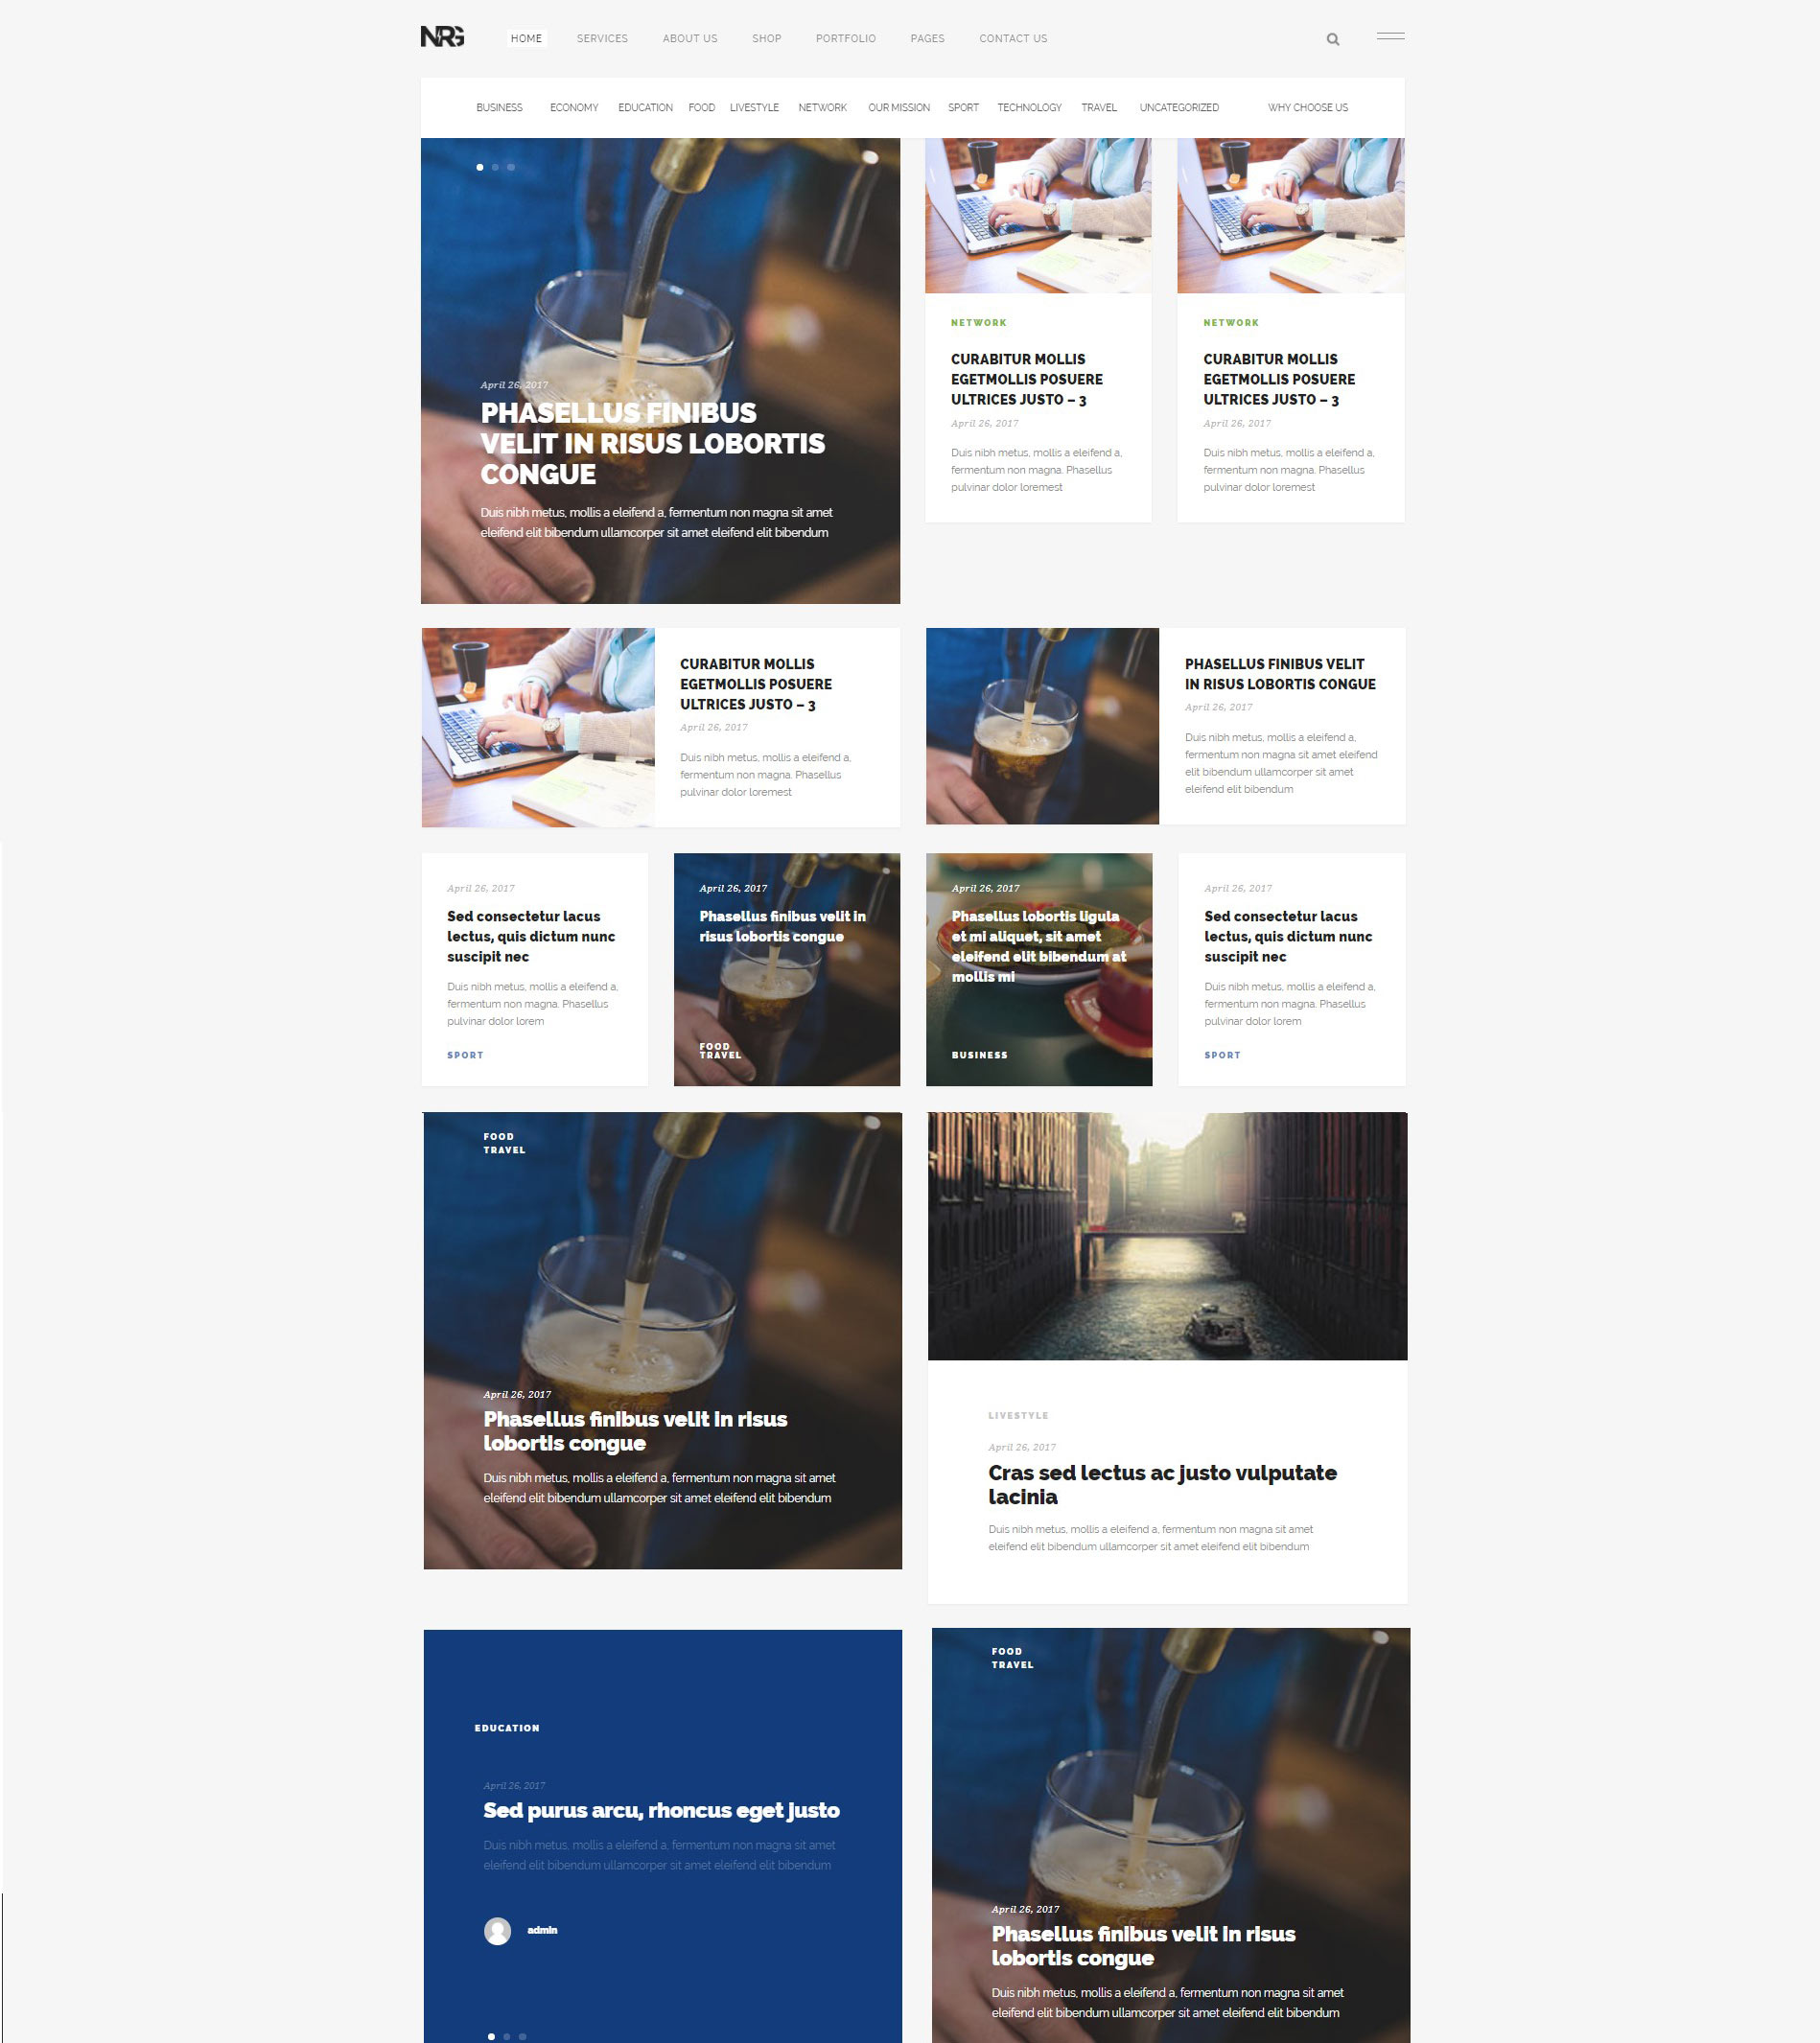 NRG
HOME SERVICES ABOUT US SHOP PORTFOLIO PAGES CONTACT US
BUSINESS ECONOMY EDUCATION FOOD LIVESTYLE NETWORK OUR MISSION SPORT TECHNOLOGY TRAVEL UNCATEGORIZED WHY CHOOSE US
April 26, 2017
PHASELLUS FINIBUS
VELIT IN RISUS LOBORTIS
CONGUE
Duis nibh metus, mollis a eleifend a, fermentum non magna sit amet
eleifend elit bibendum ullamcorper sit amet eleifend elit bibendum
NETWORK
CURABITUR MOLLIS
EGETMOLLIS POSUERE
ULTRICES JUSTO – 3
April 26, 2017
Duis nibh metus, mollis a eleifend a,
fermentum non magna. Phasellus
pulvinar dolor loremest
NETWORK
CURABITUR MOLLIS
EGETMOLLIS POSUERE
ULTRICES JUSTO – 3
April 26, 2017
Duis nibh metus, mollis a eleifend a,
fermentum non magna. Phasellus
pulvinar dolor loremest
CURABITUR MOLLIS
EGETMOLLIS POSUERE
ULTRICES JUSTO – 3
April 26, 2017
Duis nibh metus, mollis a eleifend a,
fermentum non magna. Phasellus
pulvinar dolor loremest
PHASELLUS FINIBUS VELIT
IN RISUS LOBORTIS CONGUE
April 26, 2017
Duis nibh metus, mollis a eleifend a,
fermentum non magna sit amet eleifend
elit bibendum ullamcorper sit amet
eleifend elit bibendum
April 26, 2017
Sed consectetur lacus
lectus, quis dictum nunc
suscipit nec
Duis nibh metus, mollis a eleifend a,
fermentum non magna. Phasellus
pulvinar dolor lorem
SPORT
April 26, 2017
Phasellus finibus velit in
risus lobortis congue
FOOD
TRAVEL
April 26, 2017
Phasellus lobortis ligula
et mi aliquet, sit amet
eleifend elit bibendum at
mollis mi
BUSINESS
April 26, 2017
Sed consectetur lacus
lectus, quis dictum nunc
suscipit nec
Duis nibh metus, mollis a eleifend a,
fermentum non magna. Phasellus
pulvinar dolor lorem
SPORT
FOOD
TRAVEL
April 26, 2017
Phasellus finibus velit in risus
lobortis congue
Duis nibh metus, mollis a eleifend a, fermentum non magna sit amet
eleifend elit bibendum ullamcorper sit amet eleifend elit bibendum
LIVESTYLE
April 26, 2017
Cras sed lectus ac justo vulputate
lacinia
Duis nibh metus, mollis a eleifend a, fermentum non magna sit amet
eleifend elit bibendum ullamcorper sit amet eleifend elit bibendum
EDUCATION
April 26, 2017
Sed purus arcu, rhoncus eget justo
Duis nibh metus, mollis a eleifend a, fermentum non magna sit amet
eleifend elit bibendum ullamcorper sit amet eleifend elit bibendum
admin
FOOD
TRAVEL
April 26, 2017
Phasellus finibus velit in risus
lobortis congue
Duis nibh metus, mollis a eleifend a, fermentum non magna sit amet
eleifend elit bibendum ullamcorper sit amet eleifend elit bibendum